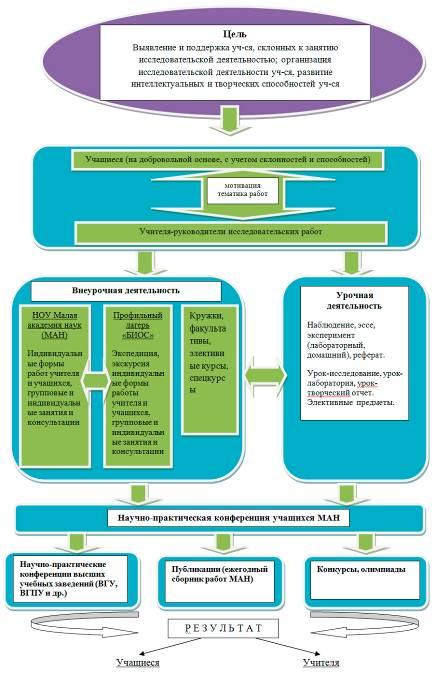 Цель
Выявление и поддержка уч-ся, склонных к занятию
исследовательской деятельностью; организация
исследовательской деятельности уч-ся, развитие
интеллектуальных и творческих способностей уч-ся
Учащиеся (на добровольной основе, с учетом склонностей и способностей)
мотивация
тематика работ
Учителя-руководители исследовательских работ
Внеурочная деятельность
НОУ Малая
академия наук
(МАН)
Индивидуаль
ные формы
работ учителя
и учащихся,
групповые и
индивидуальн
ые занятия и
консультации
Профильный
лагерь
«БИОС»
Экспедиция,
экскурсия
индивидуаль
ные формы
работы
учителя и
учащихся,
групповые и
индивидуальн
ые занятия и
консультации
Кружки,
факульта
тивы,
элективн
ые курсы,
спецкурс
ы
Урочная
деятельность
Наблюдение, эссе,
эксперимент
(лабораторный,
домашний), реферат.
Урок-исследование, урок-
лаборатория, урок-
творческий отчет.
Элективные предметы.
Научно-практическая конференция учащихся МАН
Научно-практические
конференции высших
учебных заведений (ВГУ,
ВГПУ и др.)
Публикации (ежегодный
сборник работ МАН)
Конкурсы, олимпиады
РЕЗУЛЬТАТ
Учащиеся
Учителя